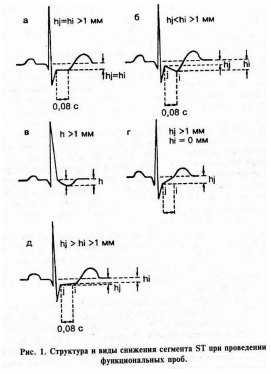 а
hj=hi >1 мм
hj=hi
0,08 с
б
hj<hi >1 мм
j
i
hj
hi
0,08 с
в
h >1 мм
h
г
hj >1 мм
hi = 0 мм
hj
j
i
д
hj > hi >1 мм
j
i
hj
hi
0,08 с
Рис. 1. Структура и виды снижения сегмента ST при проведении
функциональных проб.